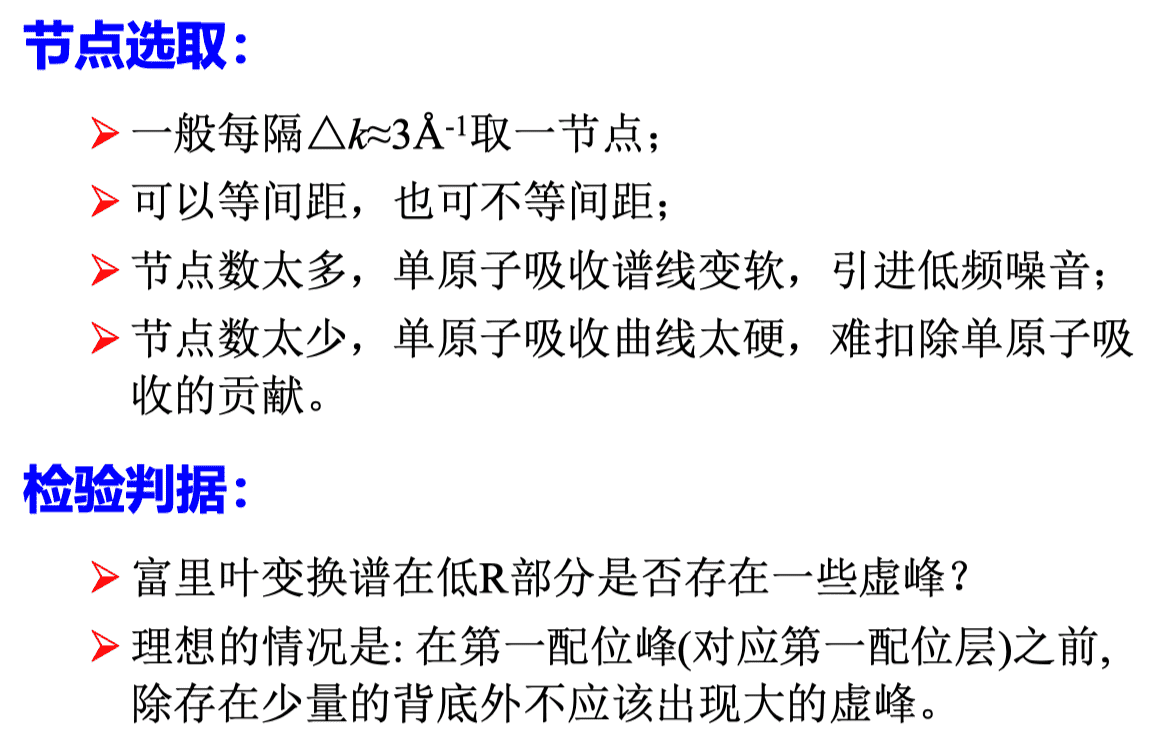 节点选取：
➢ 一般每隔△k≈3Å-1取一节点；
➢ 可以等间距，也可不等间距；
➢ 节点数太多，单原子吸收谱线变软，引进低频噪音；
➢ 节点数太少，单原子吸收曲线太硬，难扣除单原子吸
收的贡献。
检验判据：
➢ 富里叶变换谱在低R部分是否存在一些虚峰？
➢ 理想的情况是: 在第一配位峰(对应第一配位层)之前,
除存在少量的背底外不应该出现大的虚峰。